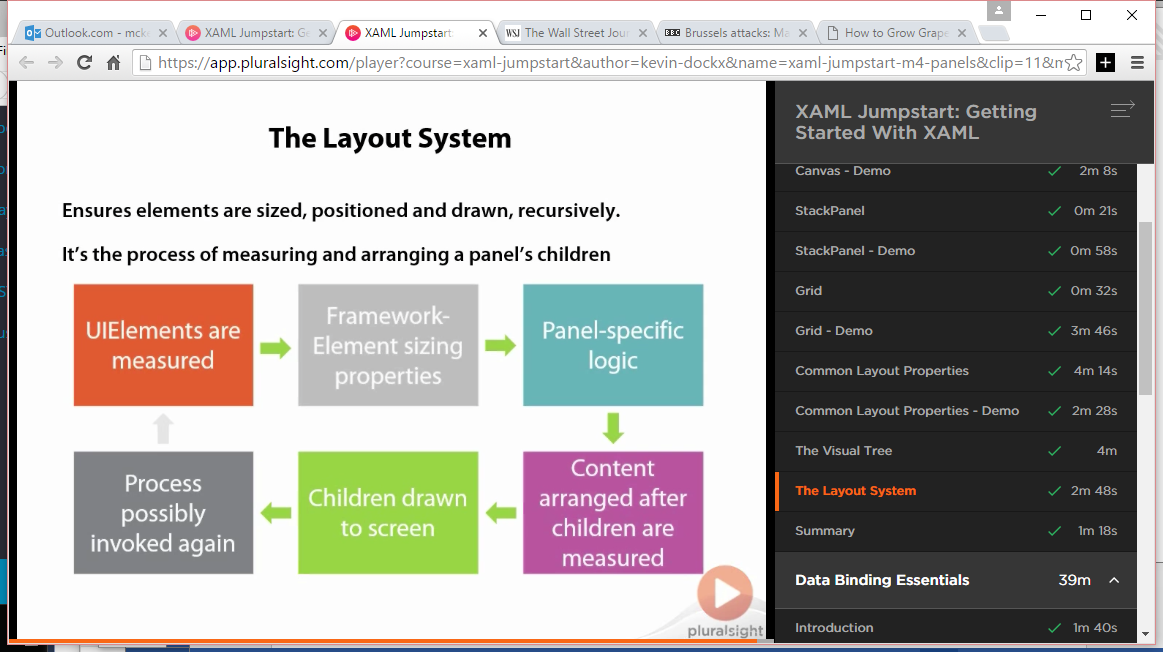 Outlook.com - mck
XAML Jumpstart: Ge
XAML Jumpstart:
WSJ The Wall Street Jour
BBC Brussels attacks: Ma
How to Grow Grape
https://app.pluralsight.com/player?course=xaml-jumpstart&author=kevin-dockx&name=xaml-jumpstart-m4-panels&clip=11&m
The Layout System
Ensures elements are sized, positioned and drawn, recursively.
It's the process of measuring and arranging a panel's children
UIElements are
measured
Framework-
Element sizing
properties
Panel-specific
logic
Process
possibly
invoked again
Children drawn
to screen
Content
arranged after
children are
measured
pluralsight
XAML Jumpstart: Getting
Started With XAML
Canvas - Demo 2m 8s
StackPanel 0m 21s
StackPanel - Demo 0m 58s
Grid 0m 32s
Grid - Demo 3m 46s
Common Layout Properties 4m 14s
Common Layout Properties - Demo 2m 28s
The Visual Tree 4m
The Layout System 2m 48s
Summary 1m 18s
Data Binding Essentials 39m
Introduction 1m 40s